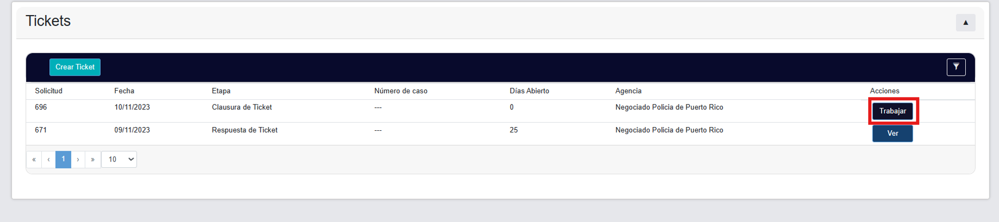 Tickets
▲
Crear Ticket
Solicitud Fecha Etapa Número de caso Días Abierto Agencia Acciones
696 10/11/2023 Clausura de Ticket --- 0 Negociado Policia de Puerto Rico Trabajar
671 09/11/2023 Respuesta de Ticket --- 25 Negociado Policia de Puerto Rico Ver
« ‹ 1 › » 10